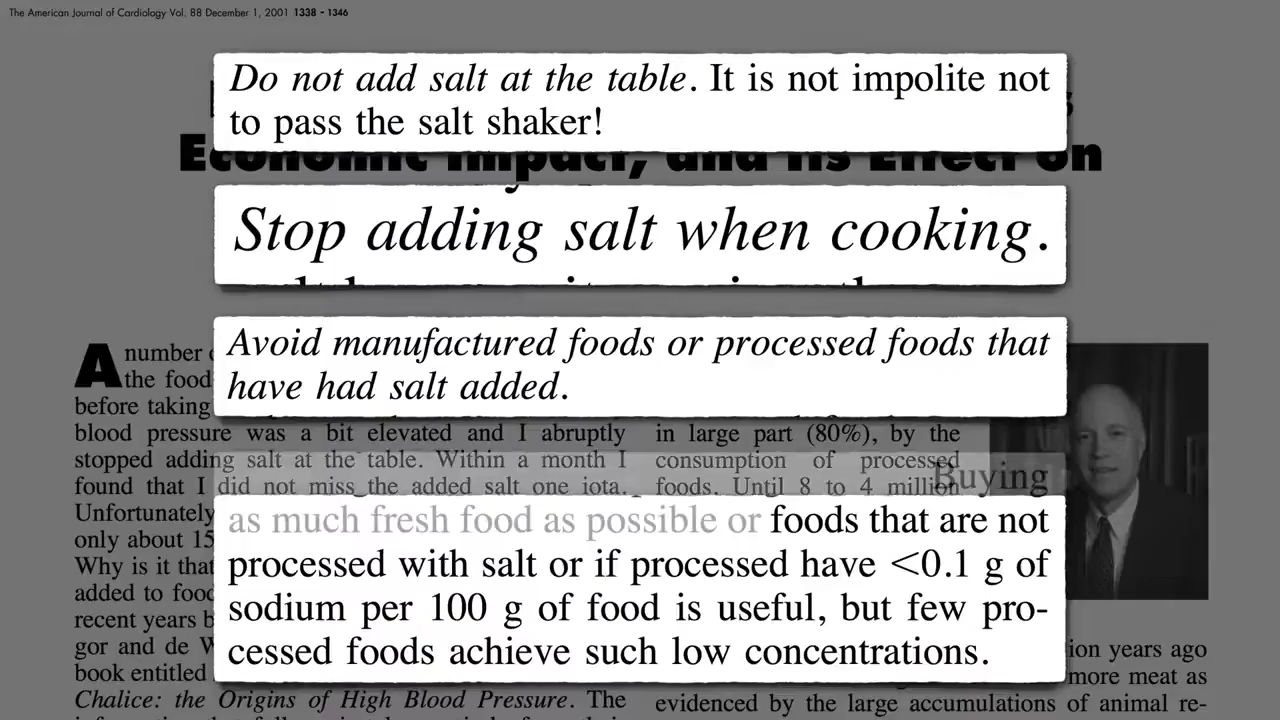 The American Journal of Cardiology Vol. 88 December 1, 2001 1338 - 1346
Do not add salt at the table. It is not impolite not
to pass the salt shaker!
Economic Impact, and Its Effect on
Stop adding salt when cooking.
Avoid manufactured foods or processed foods that
have had salt added.
Buying
as much fresh food as possible or foods that are not
processed with salt or if processed have <0.1 g of
sodium per 100 g of food is useful, but few pro-
cessed foods achieve such low concentrations.
A number
the food
before taking
blood pressure was a bit elevated and I abruptly
stopped adding salt at the table. Within a month I
found that I did not miss the added salt one iota.
Unfortunately
only about 15
Why is it that
added to food
recent years b
gor and de W
book entitled
Chalice: the Origins of High Blood Pressure. The
in large part (80%), by the
consumption of processed
foods. Until 8 to 4 million
ion years ago
more meat as
evidenced by the large accumulations of animal re-